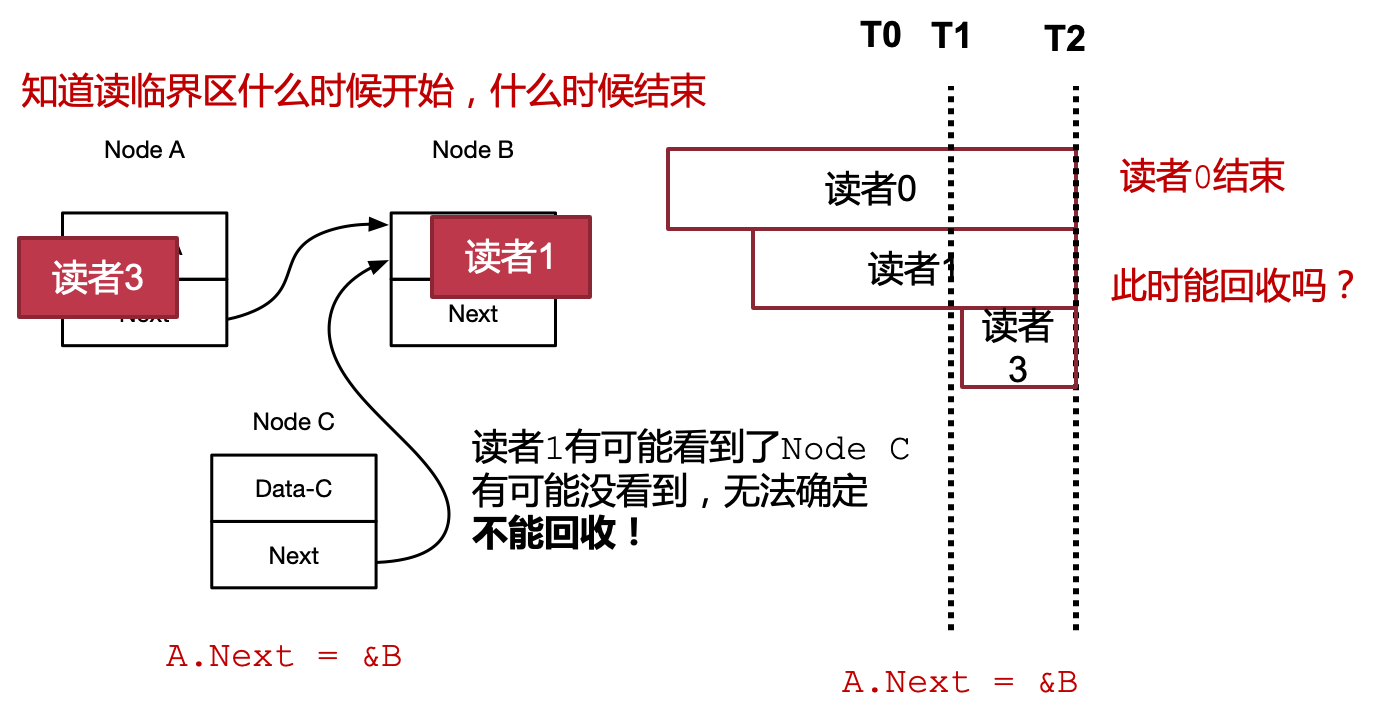 T0 T1 T2
知道读临界区什么时候开始，什么时候结束
Node A
Node B
读者0
读者0结束
读者3
Next
读者1
Next
读者1
此时能回收吗？
读者
3
Node C
Data-C
Next
读者1有可能看到了Node C
有可能没看到，无法确定
不能回收！
A.Next = &B
A.Next = &B